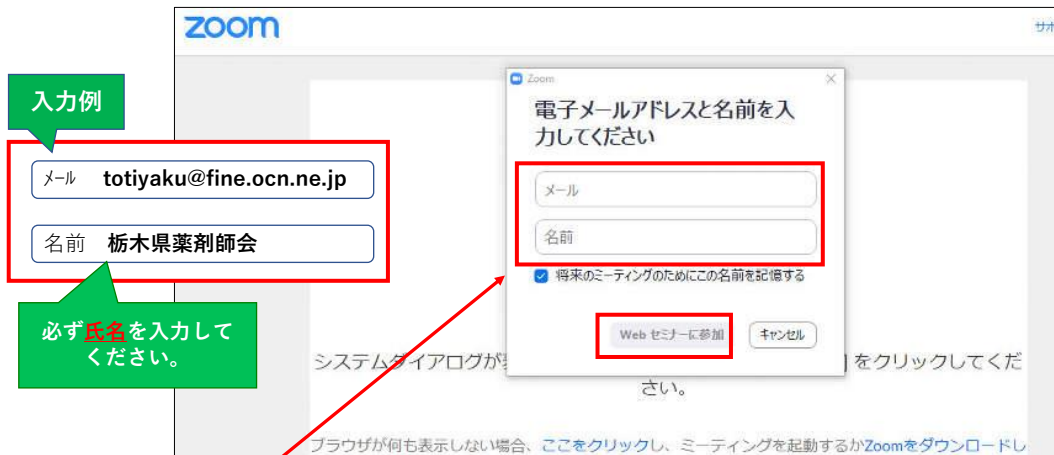 zoom
サポ
入力例
メール totiyaku@fine.ocn.ne.jp
名前 栃木県薬剤師会
必ず氏名を入力して
ください。
Zoom
電子メールアドレスと名前を入
力してください
メール
名前
将来のミーティングのためにこの名前を記憶する
Web セミナーに参加
キャンセル
システムダイアログが
をクリックしてくだ
さい。
ブラウザが何も表示しない場合、ここをクリックし、ミーティングを起動するかZoomをダウンロードし